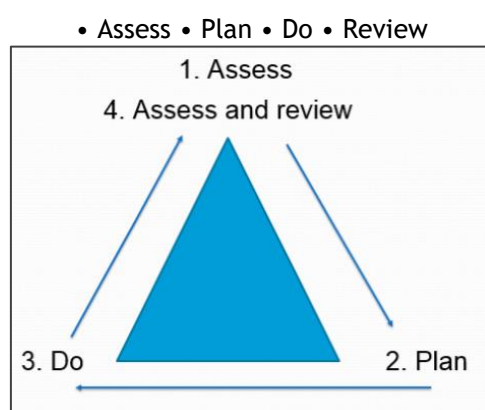 • Assess • Plan • Do • Review
1. Assess
4. Assess and review
3. Do
2. Plan